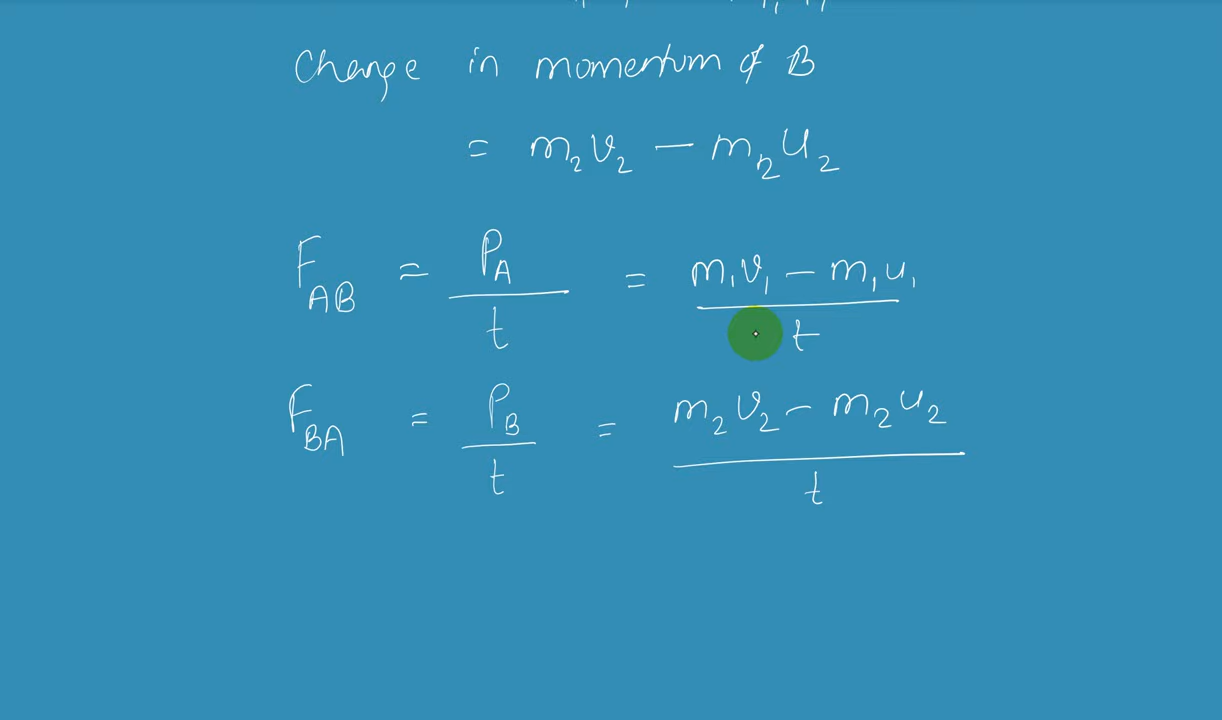 Change in momentum of B
= m₂v₂ − m₂u₂
F_AB = P_A / t = (m₁v₁ − m₁u₁) / t
F_BA = P_B / t = (m₂v₂ − m₂u₂) / t